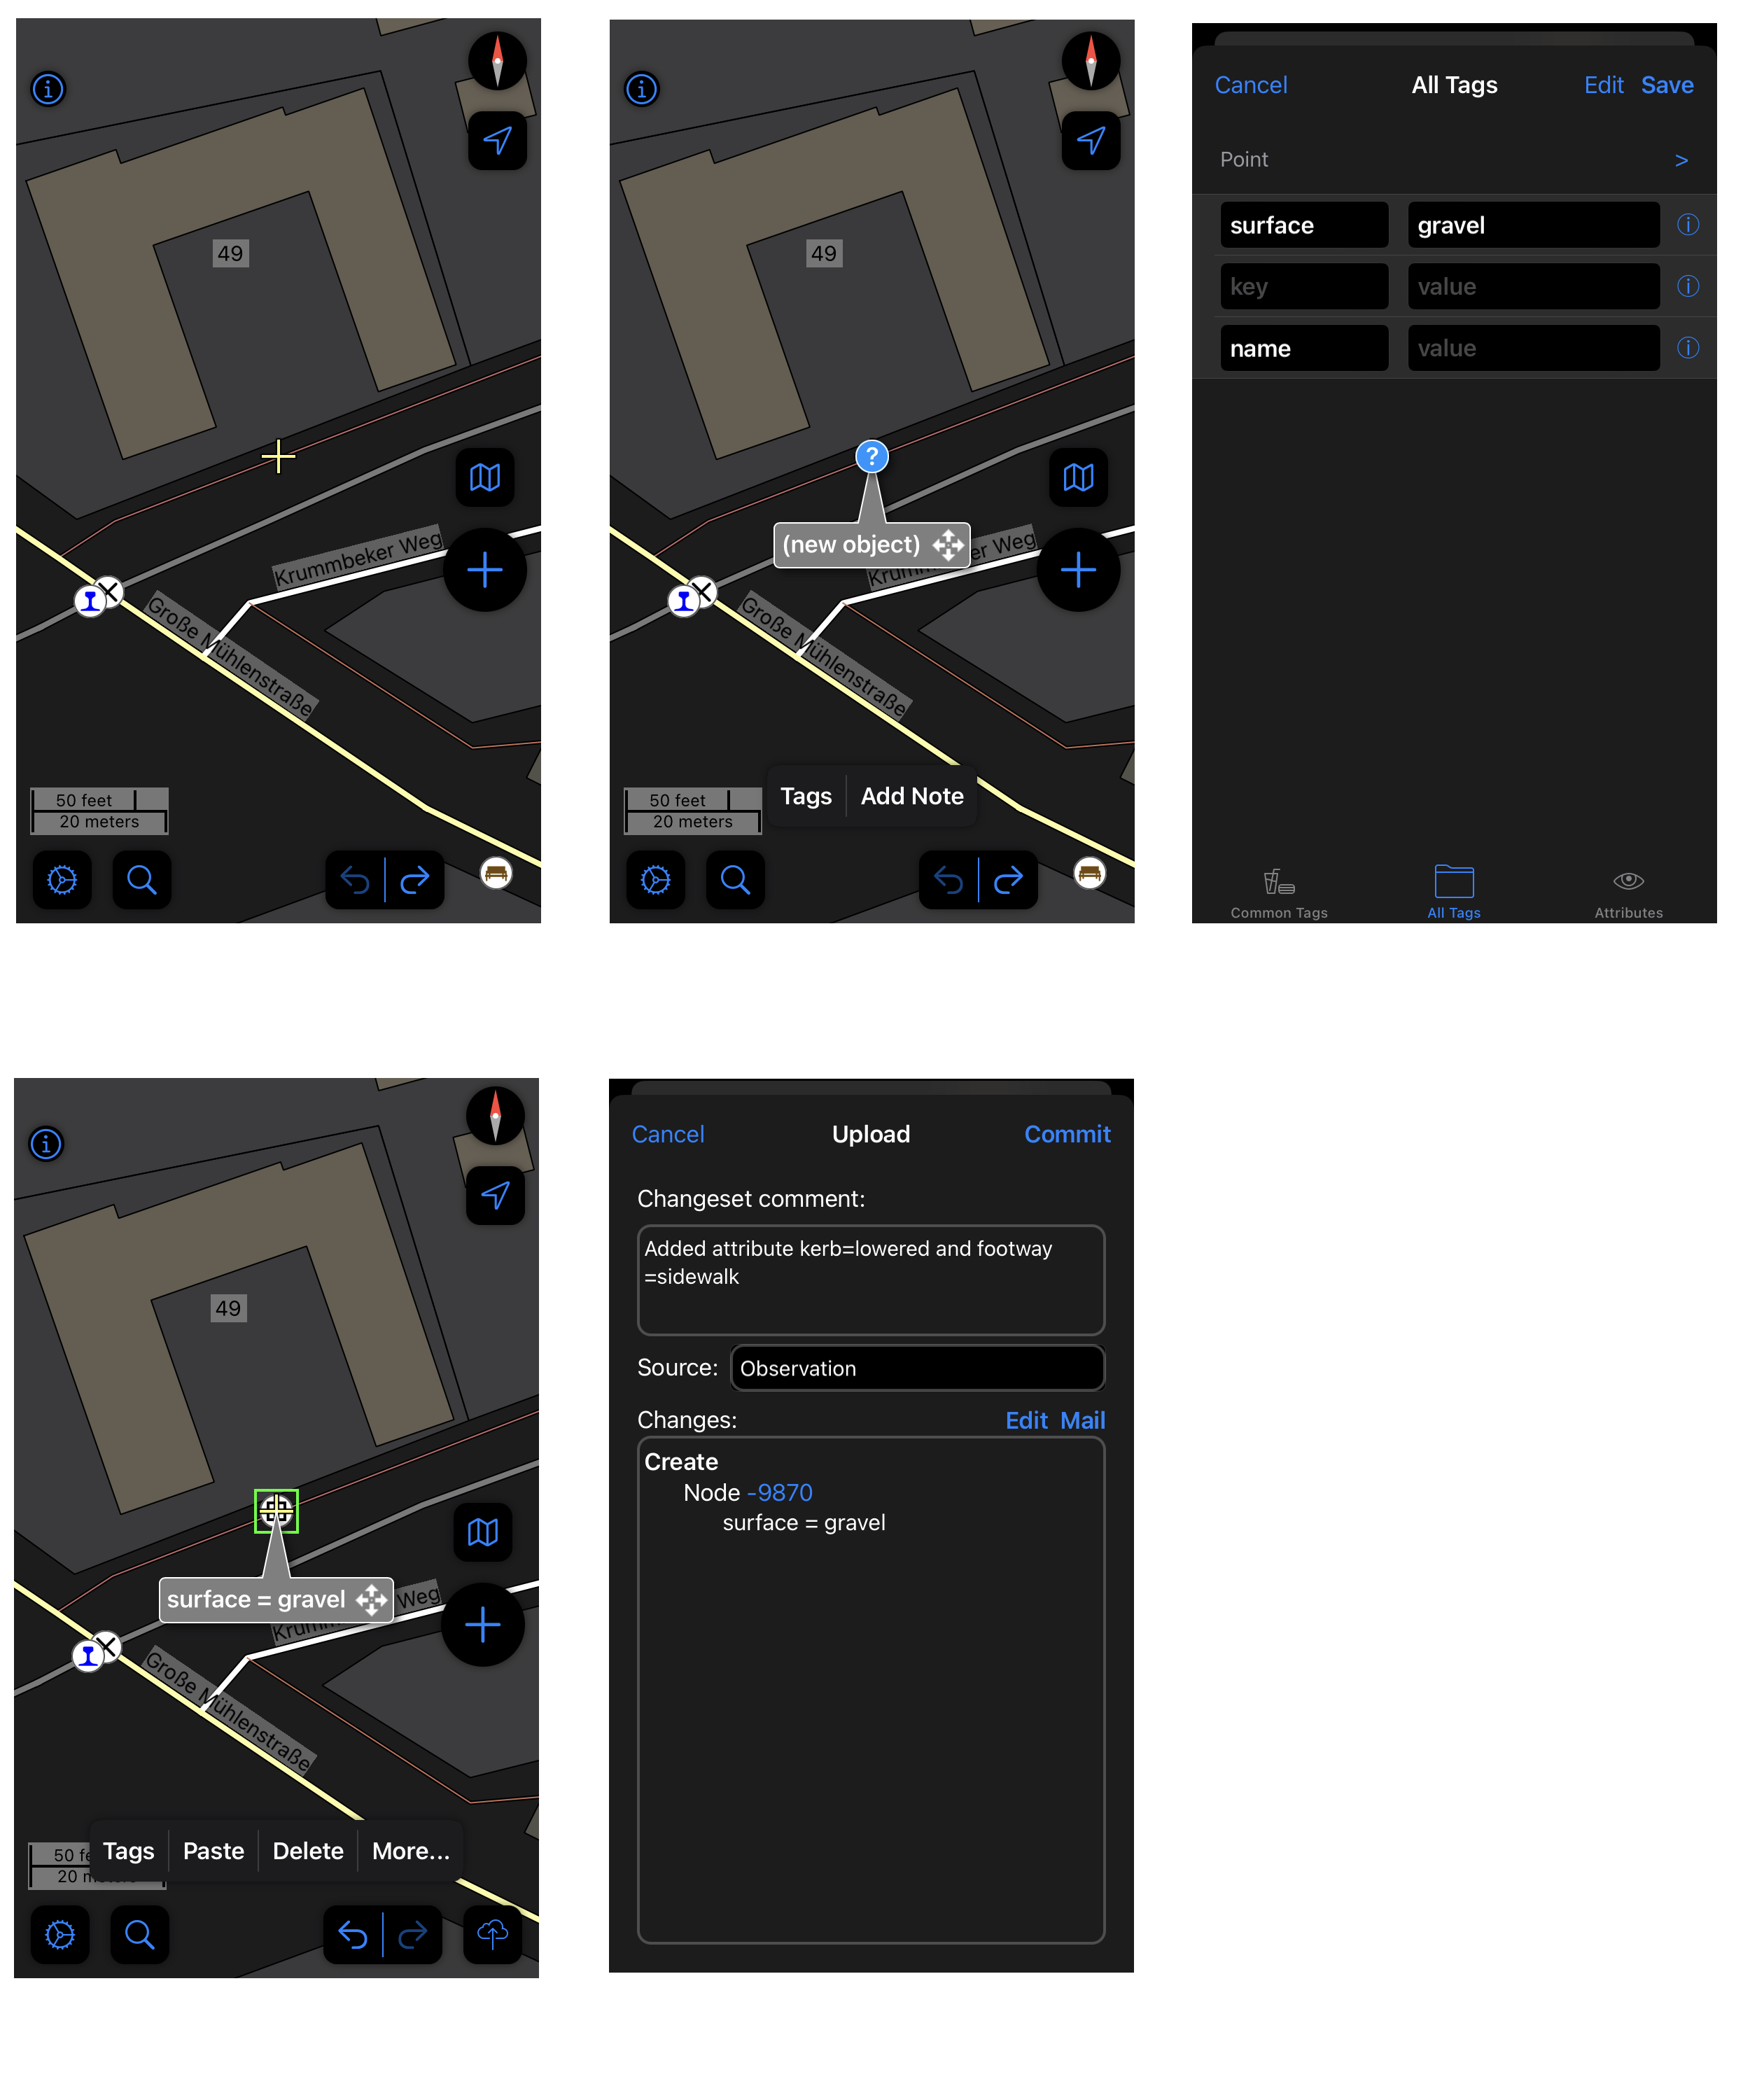 49
Krummbeker Weg
Große Mühlenstraße
50 feet
20 meters
49
?
(new object)
Krumm
er Weg
Große Mühlenstraße
Tags
Add Note
50 feet
20 meters
Cancel
All Tags
Edit
Save
Point
>
surface
gravel
key
value
name
value
Common Tags
All Tags
Attributes
49
surface = gravel
Krumm
Weg
Große Mühlenstraße
Tags
Paste
Delete
More...
50 fe
20 meters
Cancel
Upload
Commit
Changeset comment:
Added attribute kerb=lowered and footway
=sidewalk
Source:
Observation
Changes:
Edit
Mail
Create
Node -9870
surface = gravel